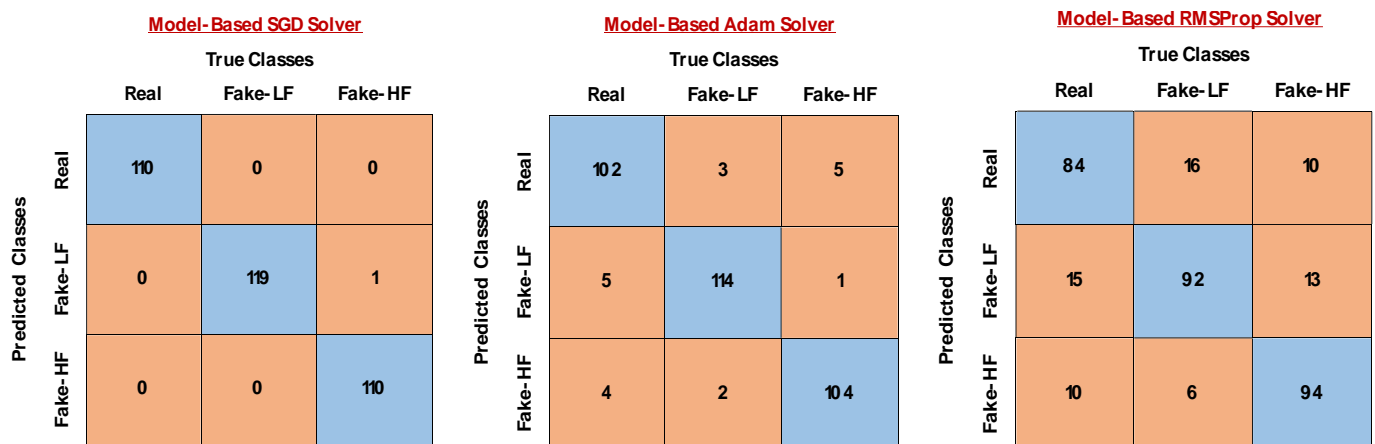 Model-Based SGD Solver
True Classes
Real Fake-LF Fake-HF
Predicted Classes
Real
110 0 0
Fake-LF
0 119 1
Fake-HF
0 0 110
Model-Based Adam Solver
True Classes
Real Fake-LF Fake-HF
Predicted Classes
Real
102 3 5
Fake-LF
5 114 1
Fake-HF
4 2 104
Model-Based RMSProp Solver
True Classes
Real Fake-LF Fake-HF
Predicted Classes
Real
84 16 10
Fake-LF
15 92 13
Fake-HF
10 6 94